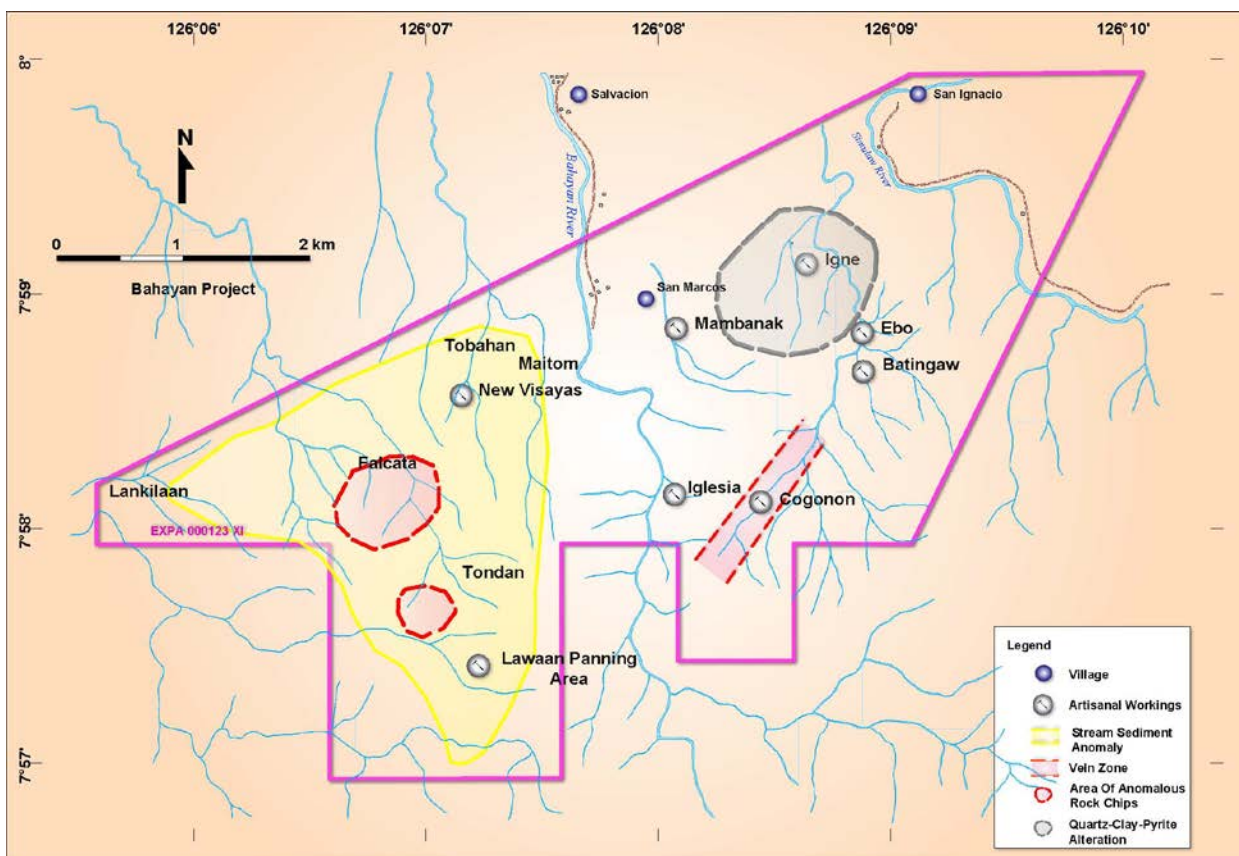 126°06'
126°07'
126°08'
126°09'
126°10'
8°
Salvacion
San Ignacio
N
Bahayan River
0 1 2 km
Bahayan Project
7°59'
Igne
San Marcos
Mambanak
Ebo
Tobahan
Maitom
Batingaw
New Visayas
Falcata
Lankilaan
Iglesia
Cogonon
7°58'
EXPA 000123 XI
Tondan
Lawaan Panning
Area
7°57'
Legend
Village
Artisanal Workings
Stream Sediment
Anomaly
Vein Zone
Area Of Anomalous
Rock Chips
Quartz-Clay-Pyrite
Alteration